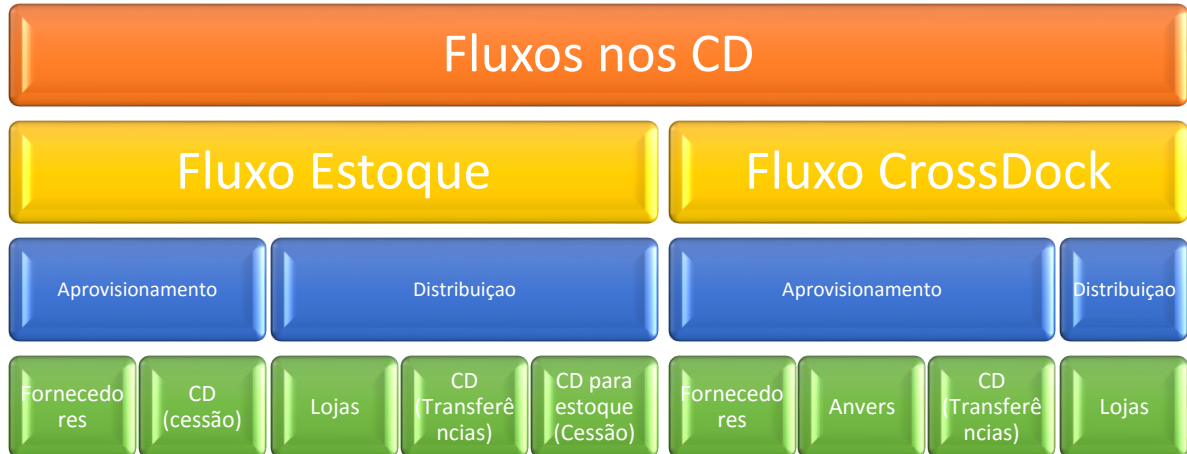 Fluxos nos CD
Fluxo Estoque
Fluxo CrossDock
Aprovisionamento
Distribuiçao
Aprovisionamento
Distribuiçao
Fornecedo
res
CD
(cessão)
Lojas
CD
(Transferê
ncias)
CD para
estoque
(Cessão)
Fornecedo
res
Anvers
CD
(Transferê
ncias)
Lojas